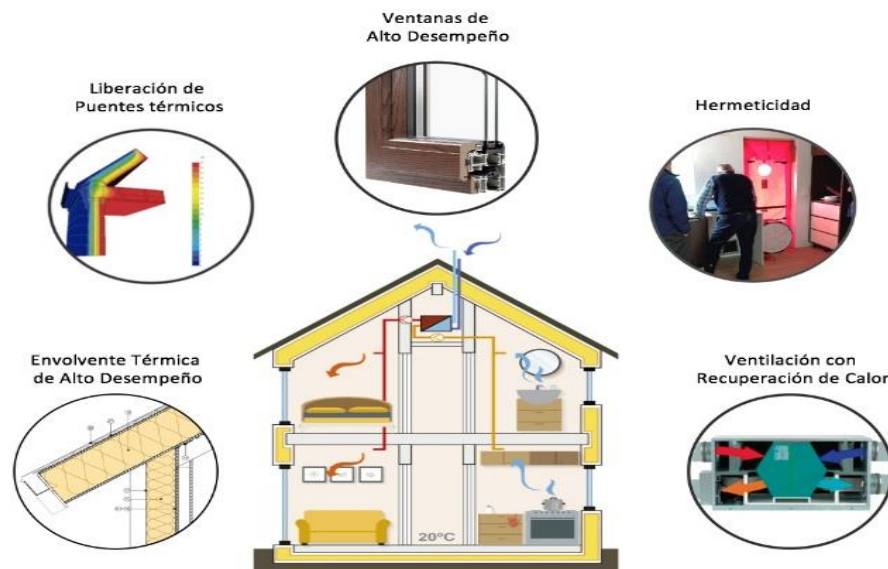 Ventanas de
Alto Desempeño
Liberación de
Puentes térmicos
Hermeticidad
Envolvente Térmica
de Alto Desempeño
Ventilación con
Recuperación de Calor
20°C